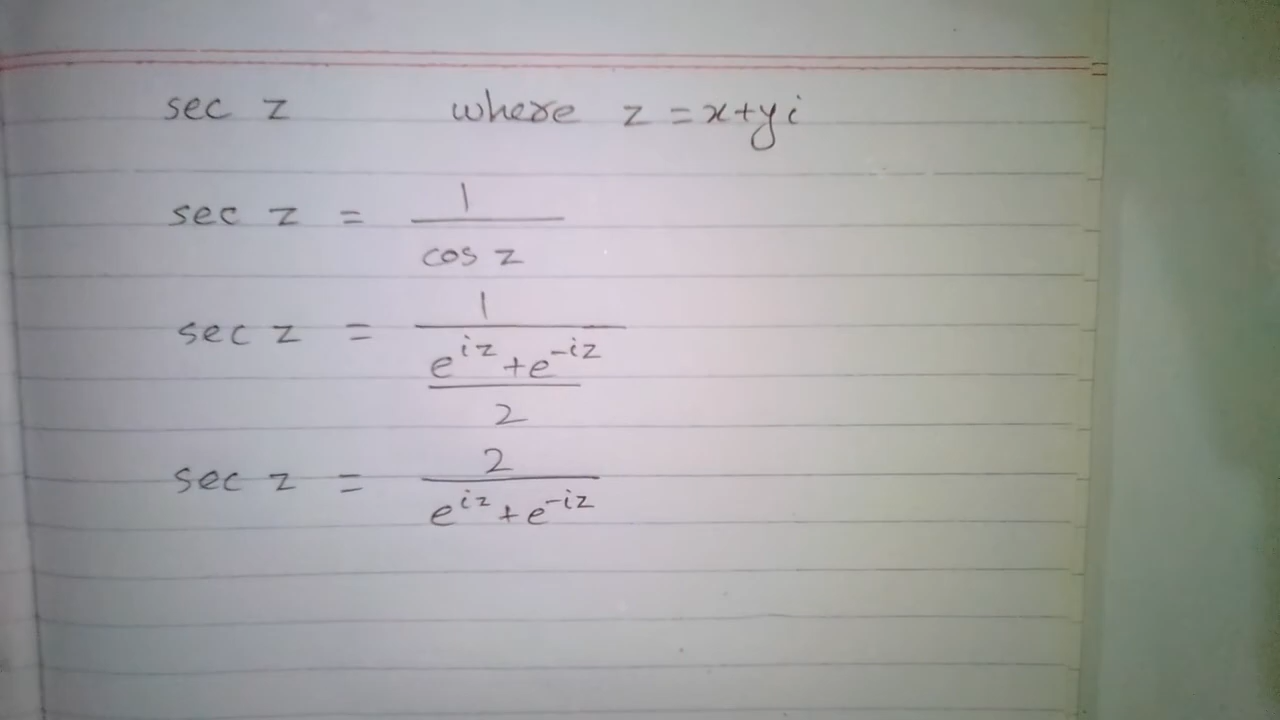 sec z where z = x+yi
sec z = 1/cos z
sec z = 1/((e^{iz}+e^{-iz})/2)
sec z = 2/(e^{iz}+e^{-iz})